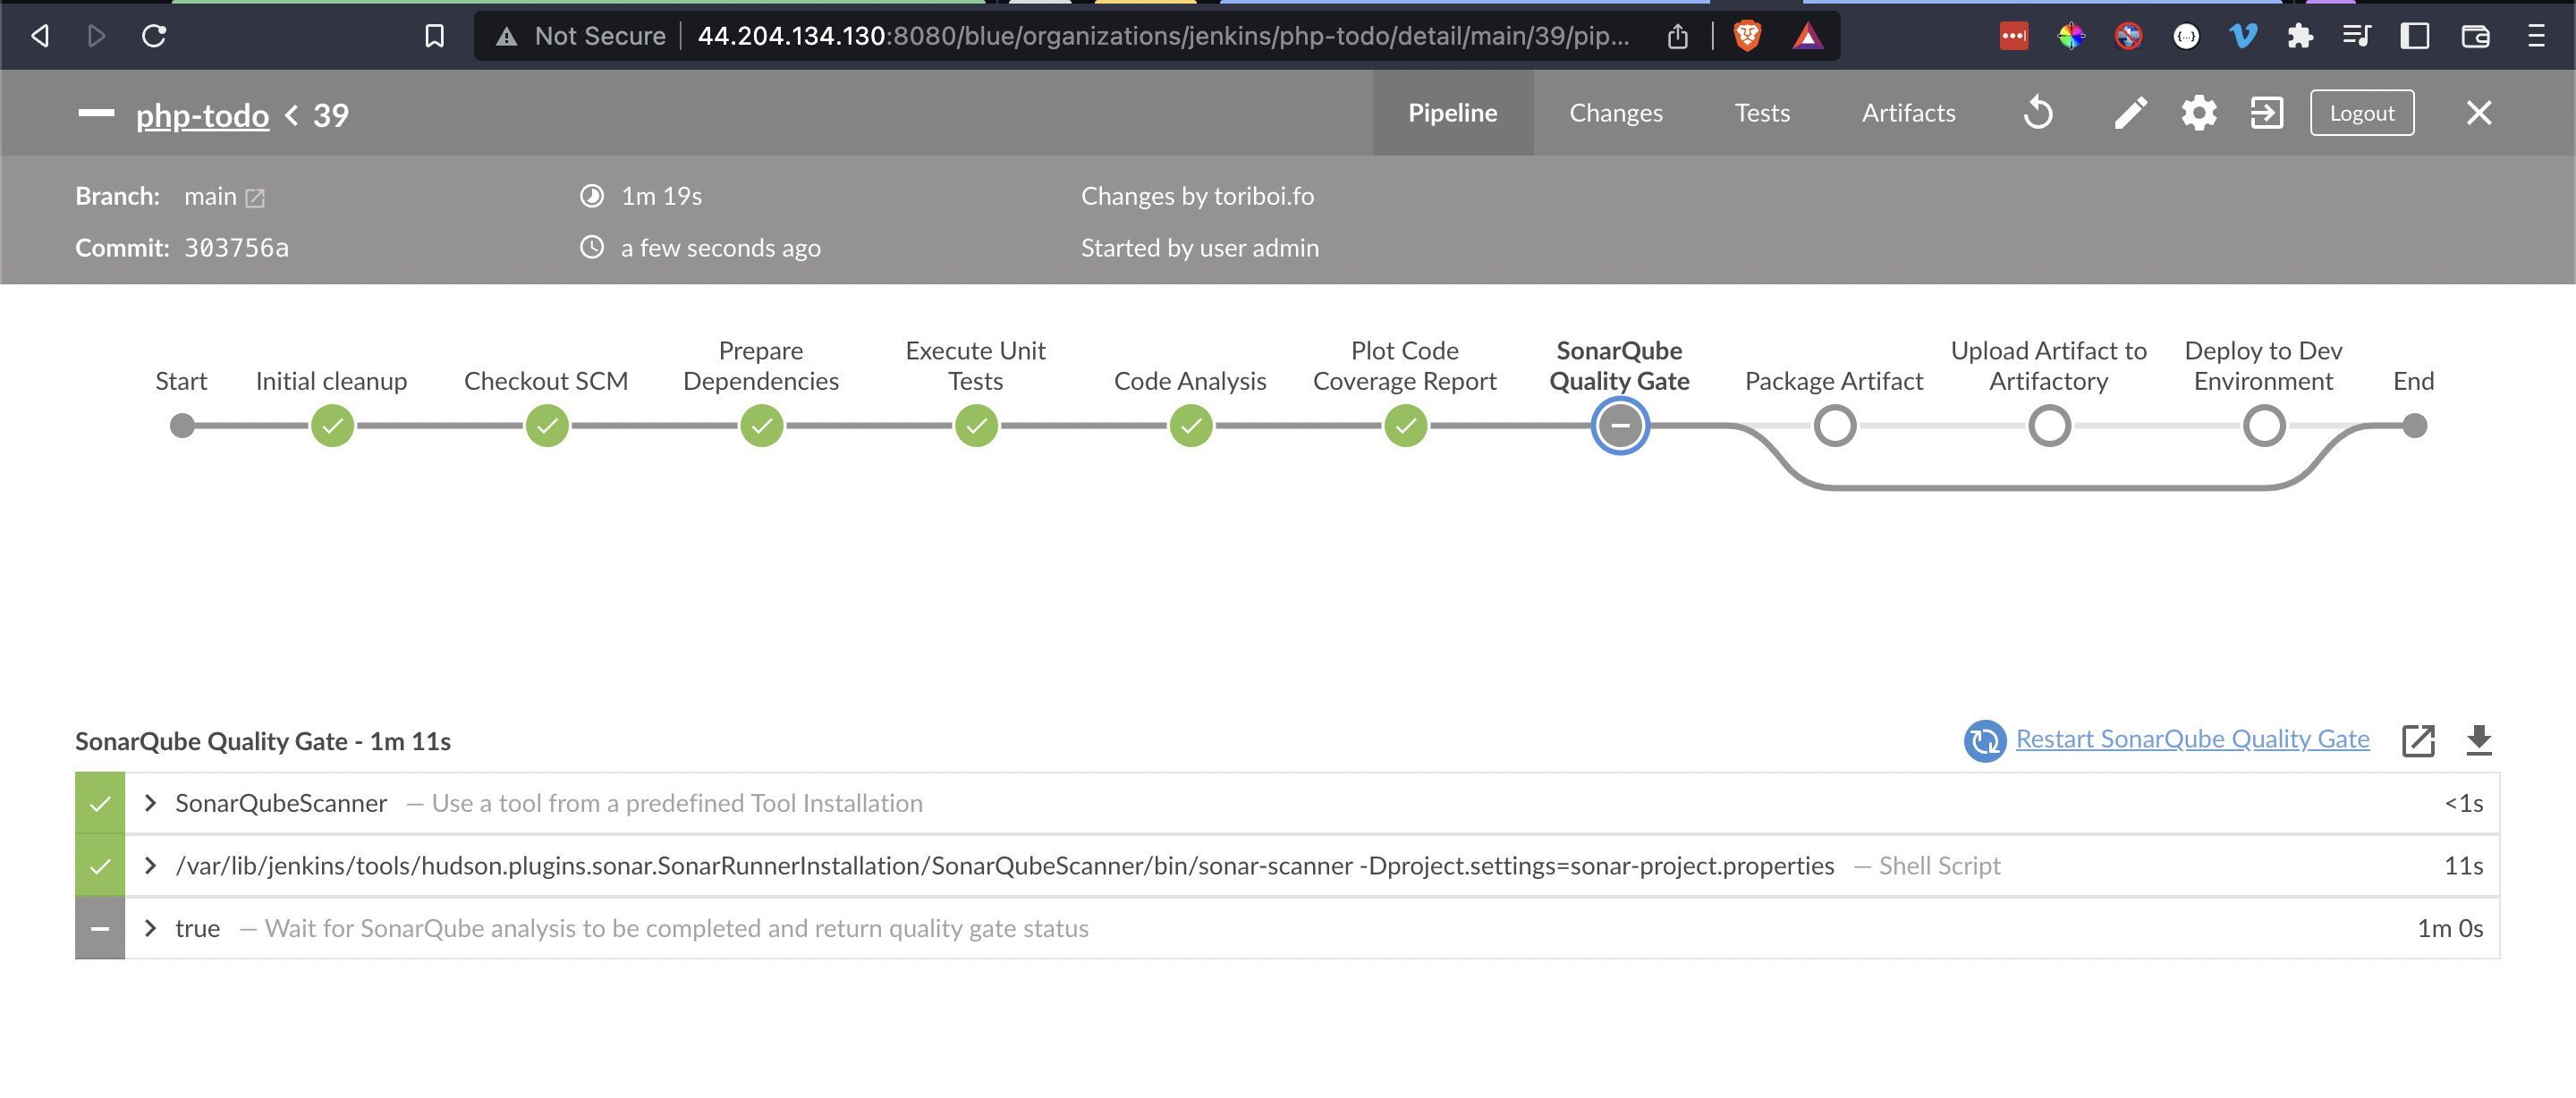 Not Secure 44.204.134.130:8080/blue/organizations/jenkins/php-todo/detail/main/39/pip...
php-todo < 39
Pipeline Changes Tests Artifacts Logout
Branch: main 1m 19s Changes by toriboi.fo
Commit: 303756a a few seconds ago Started by user admin
Start
Initial cleanup
Checkout SCM
Prepare
Dependencies
Execute Unit
Tests
Code Analysis
Plot Code
Coverage Report
SonarQube
Quality Gate
Package Artifact
Upload Artifact to
Artifactory
Deploy to Dev
Environment
End
SonarQube Quality Gate - 1m 11s Restart SonarQube Quality Gate
SonarQubeScanner — Use a tool from a predefined Tool Installation <1s
/var/lib/jenkins/tools/hudson.plugins.sonar.SonarRunnerInstallation/SonarQubeScanner/bin/sonar-scanner -Dproject.settings=sonar-project.properties — Shell Script 11s
true — Wait for SonarQube analysis to be completed and return quality gate status 1m 0s